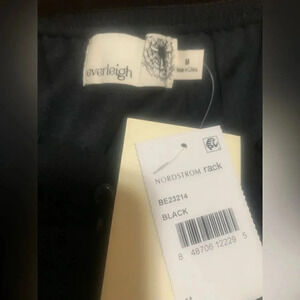 everleigh
M
NORDSTROM rack
BE23214
BLACK
8 48706 12229 5